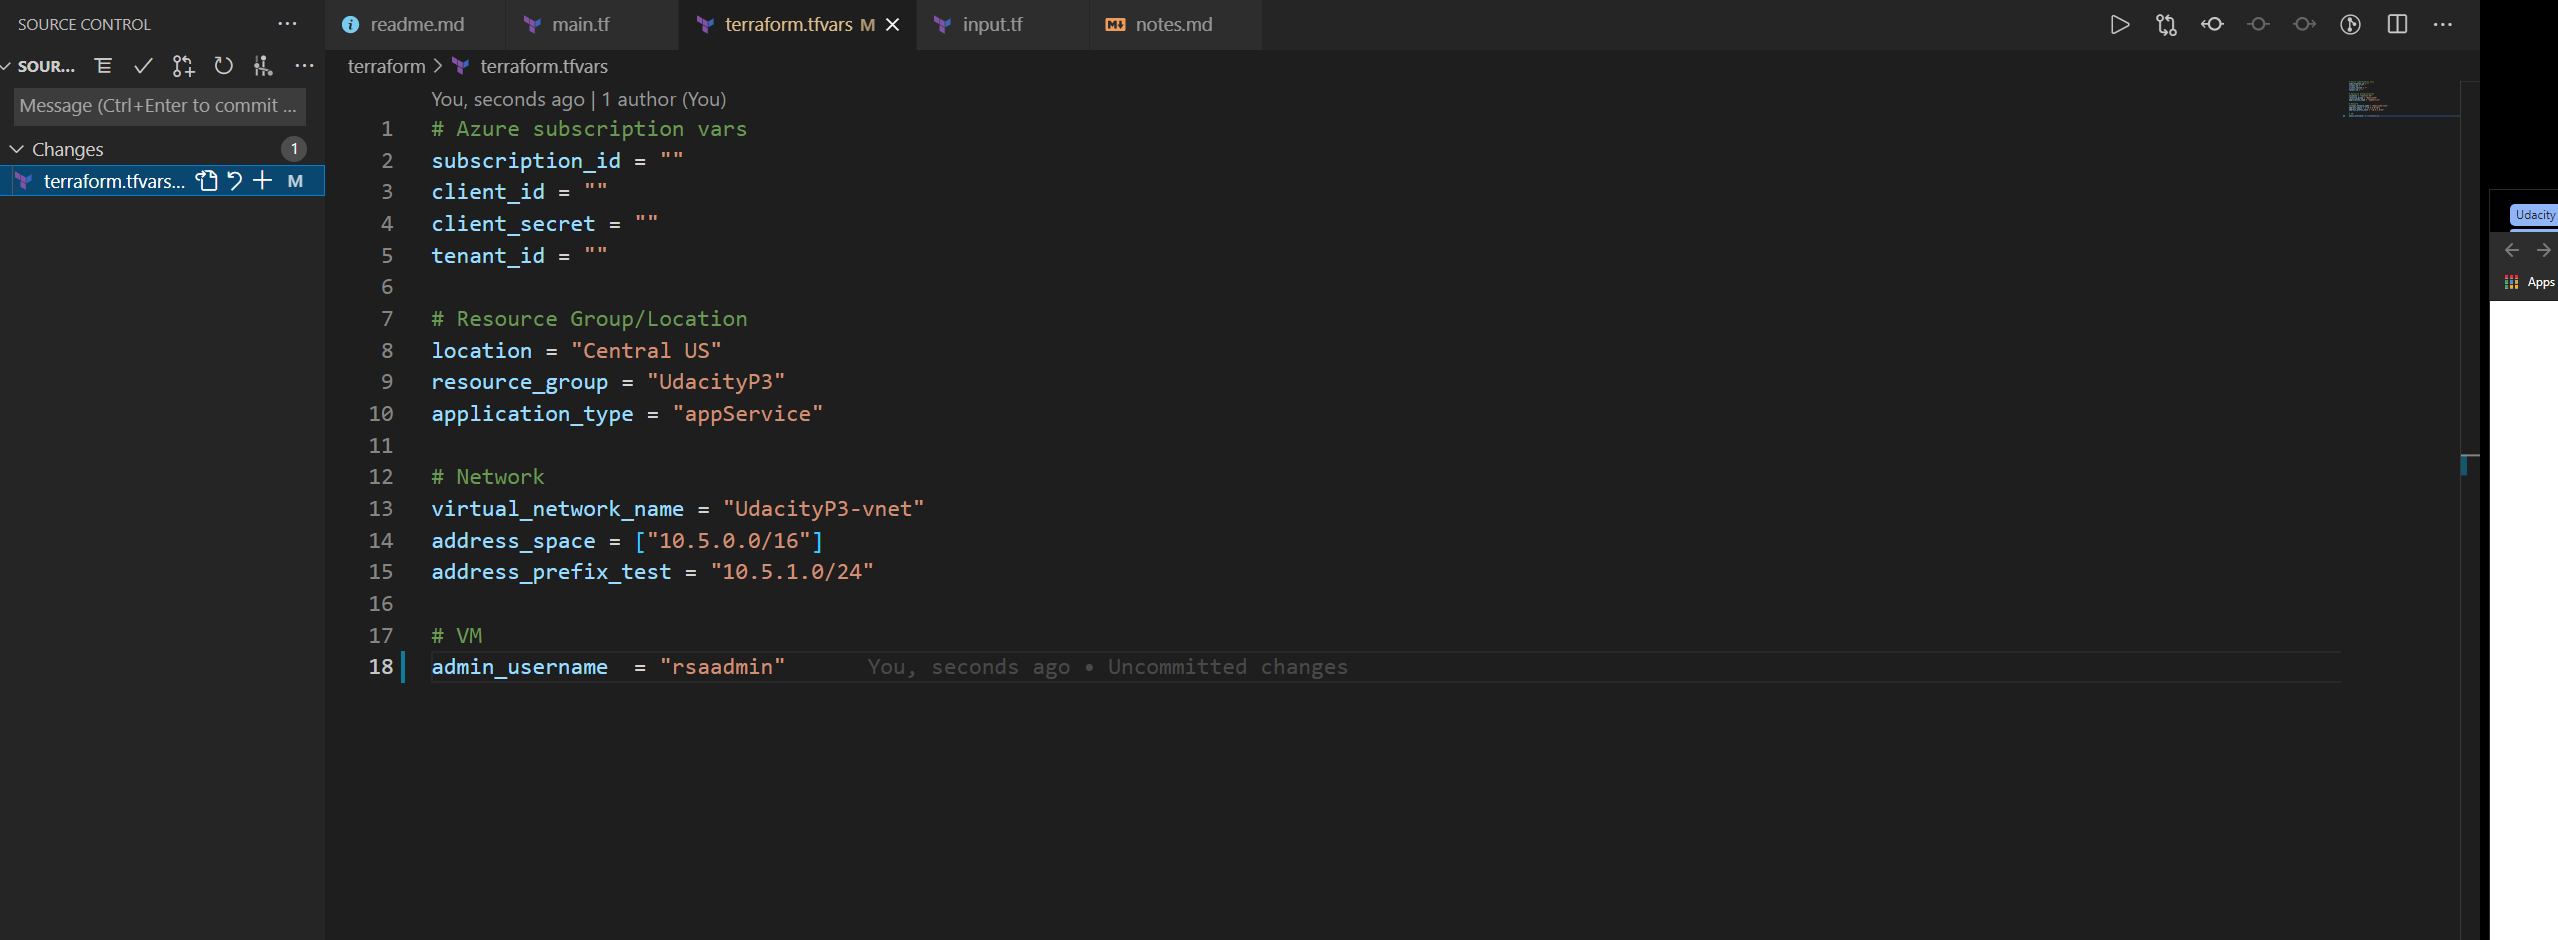 SOURCE CONTROL
SOUR...
Message (Ctrl+Enter to commit ...
Changes
1
terraform.tfvars... M
readme.md
main.tf
terraform.tfvars M
input.tf
notes.md
terraform > terraform.tfvars
You, seconds ago | 1 author (You)
1 # Azure subscription vars
2 subscription_id = ""
3 client_id = ""
4 client_secret = ""
5 tenant_id = ""
6
7 # Resource Group/Location
8 location = "Central US"
9 resource_group = "UdacityP3"
10 application_type = "appService"
11
12 # Network
13 virtual_network_name = "UdacityP3-vnet"
14 address_space = ["10.5.0.0/16"]
15 address_prefix_test = "10.5.1.0/24"
16
17 # VM
18 admin_username  = "rsaadmin" You, seconds ago • Uncommitted changes
Udacity
Apps